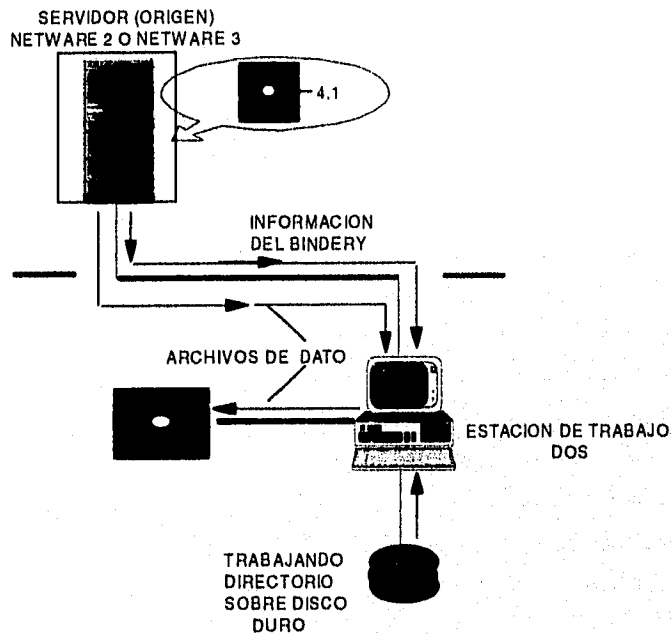 SERVIDOR (ORIGEN)
NETWARE 2 O NETWARE 3
4.1
INFORMACION
DEL BINDERY
ARCHIVOS DE DATO
ESTACION DE TRABAJO
DOS
TRABAJANDO
DIRECTORIO
SOBRE DISCO
DURO